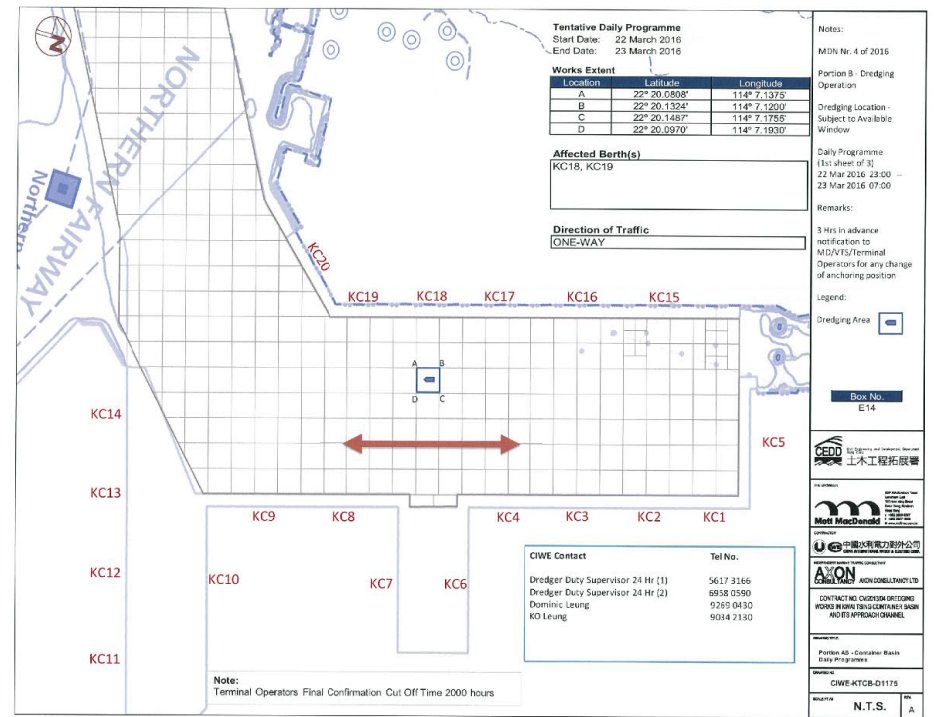 Tentative Daily Programme
Start Date: 22 March 2016
End Date: 23 March 2016
Works Extent
Location Latitude Longitude
A 22° 20.0808' 114° 7.1375'
B 22° 20.1324' 114° 7.1200'
C 22° 20.1487' 114° 7.1755'
D 22° 20.0970' 114° 7.1930'
Affected Berth(s)
KC18, KC19
Direction of Traffic
ONE-WAY
N
NORTHERN FAIRWAY
Northern
KC20
KC19 KC18 KC17 KC16 KC15
A B
D C
KC14
KC13
KC12
KC11
KC10
KC9 KC8
KC7 KC6
KC4 KC3 KC2 KC1
KC5
CIWE Contact Tel No.
Dredger Duty Supervisor 24 Hr (1) 5617 3166
Dredger Duty Supervisor 24 Hr (2) 6958 0590
Dominic Leung 9269 0430
KO Leung 9034 2130
Note:
Terminal Operators Final Confirmation Cut Off Time 2000 hours
Notes:
MDN Nr. 4 of 2016
Portion B - Dredging
Operation
Dredging Location -
Subject to Available
Window
Daily Programme
(1st sheet of 3)
22 Mar 2016 23:00 –
23 Mar 2016 07:00
Remarks:
3 Hrs in advance
notification to
MD/VTS/Terminal
Operators for any change
of anchoring position
Legend:
Dredging Area
Box No.
E14
CEDD
土木工程拓展署
Mott MacDonald
中國水利電力對外公司
AXON
CONSULTANCY AXON CONSULTANCY LTD
CONTRACT NO. CV/2013/04 DREDGING
WORKS IN KWAI TSING CONTAINER BASIN
AND ITS APPROACH CHANNEL
Portion AB - Container Basin
Daily Programme
CIWE-KTCB-D1175
N.T.S.
A